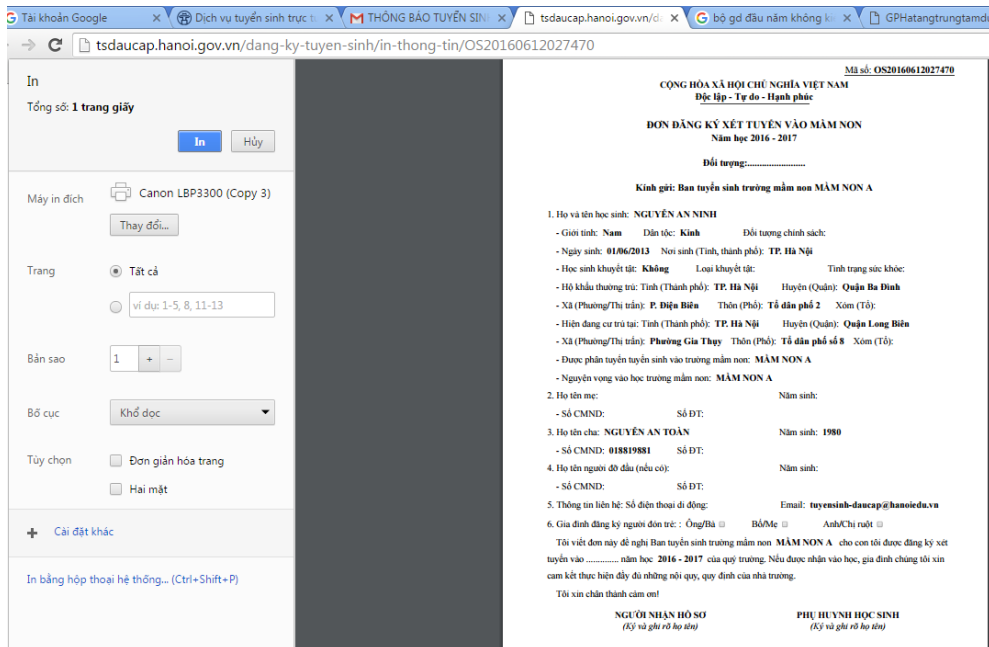 Tài khoản Google
Dịch vụ tuyển sinh trực t
THÔNG BÁO TUYỂN SIN
tsdaucap.hanoi.gov.vn/d
bộ gd đầu năm không k
GPHatangtrungtamd
tsdaucap.hanoi.gov.vn/dang-ky-tuyen-sinh/in-thong-tin/OS20160612027470
In
Tổng số: 1 trang giấy
In
Hủy
Máy in đích
Canon LBP3300 (Copy 3)
Thay đổi...
Trang
Tất cả
ví dụ: 1-5, 8, 11-13
Bản sao
1
+
−
Bố cục
Khổ dọc
Tùy chọn
Đơn giản hóa trang
Hai mặt
+ Cài đặt khác
In bằng hộp thoại hệ thống... (Ctrl+Shift+P)
Mã số: OS20160612027470
CỘNG HÒA XÃ HỘI CHỦ NGHĨA VIỆT NAM
Độc lập - Tự do - Hạnh phúc
ĐƠN ĐĂNG KÝ XÉT TUYỂN VÀO MẦM NON
Năm học 2016 - 2017
Đối tượng:........................
Kính gửi: Ban tuyển sinh trường mầm non MẦM NON A
1. Họ và tên học sinh: NGUYỄN AN NINH
- Giới tính: Nam Dân tộc: Kinh Đối tượng chính sách:
- Ngày sinh: 01/06/2013 Nơi sinh (Tỉnh, thành phố): TP. Hà Nội
- Học sinh khuyết tật: Không Loại khuyết tật: Tình trạng sức khỏe:
- Hộ khẩu thường trú: Tỉnh (Thành phố): TP. Hà Nội Huyện (Quận): Quận Ba Đình
- Xã (Phường/Thị trấn): P. Điện Biên Thôn (Phố): Tổ dân phố 2 Xóm (Tổ):
- Hiện đang cư trú tại: Tỉnh (Thành phố): TP. Hà Nội Huyện (Quận): Quận Long Biên
- Xã (Phường/Thị trấn): Phường Gia Thụy Thôn (Phố): Tổ dân phố số 8 Xóm (Tổ):
- Được phân tuyến tuyển sinh vào trường mầm non: MẦM NON A
- Nguyện vọng vào học trường mầm non: MẦM NON A
2. Họ tên mẹ: Năm sinh:
- Số CMND: Số ĐT:
3. Họ tên cha: NGUYỄN AN TOÀN Năm sinh: 1980
- Số CMND: 018819881 Số ĐT:
4. Họ tên người đỡ đầu (nếu có): Năm sinh:
- Số CMND: Số ĐT:
5. Thông tin liên hệ: Số điện thoại di động: Email: tuyensinh-daucap@hanoiedu.vn
6. Gia đình đăng ký người đón trẻ: : Ông/Bà Bố/Mẹ Anh/Chị ruột
Tôi viết đơn này đề nghị Ban tuyển sinh trường mầm non MẦM NON A cho con tôi được đăng ký xét
tuyển vào .............. năm học 2016 - 2017 của quý trường. Nếu được nhận vào học, gia đình chúng tôi xin
cam kết thực hiện đầy đủ những nội quy, quy định của nhà trường.
Tôi xin chân thành cảm ơn!
NGƯỜI NHẬN HỒ SƠ PHỤ HUYNH HỌC SINH
(Ký và ghi rõ họ tên) (Ký và ghi rõ họ tên)